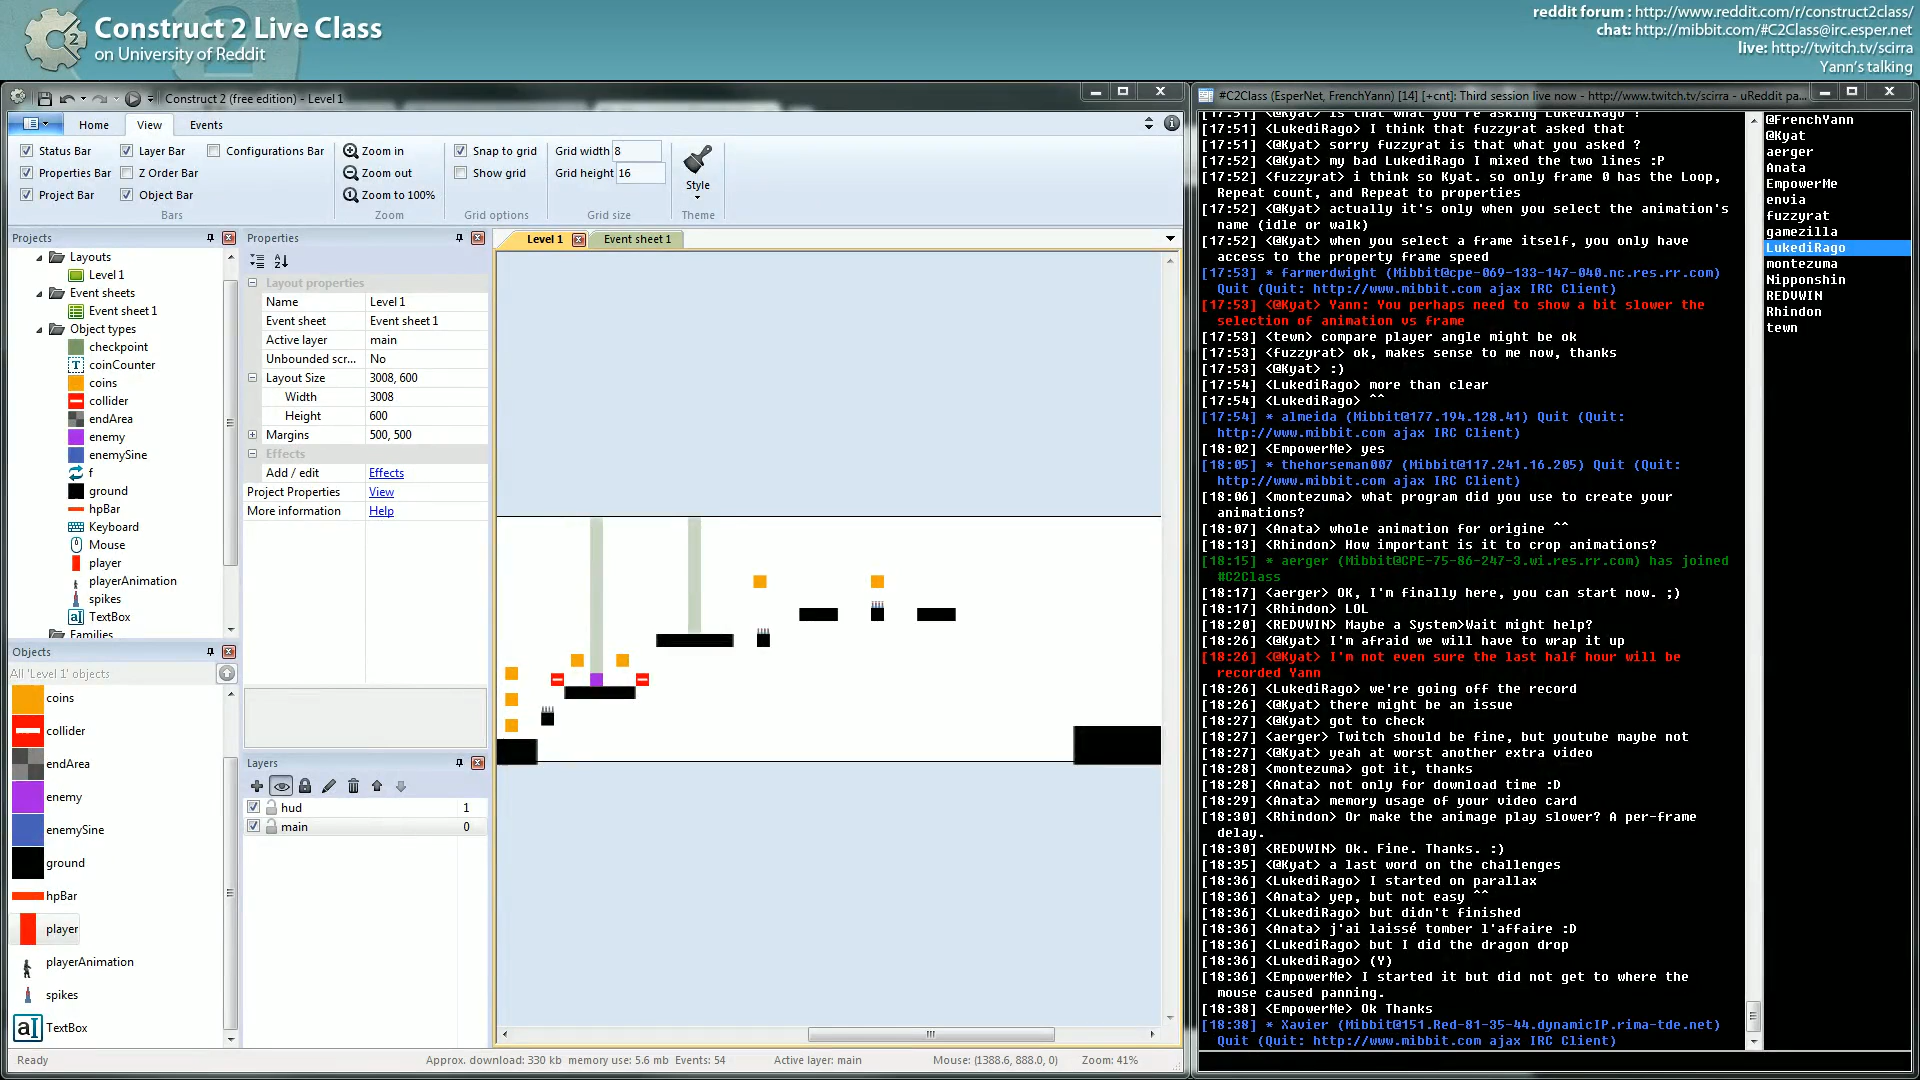 Construct 2 Live Class
on University of Reddit
reddit forum : http://www.reddit.com/r/construct2class/
chat: http://mibbit.com/#C2Class@irc.esper.net
live: http://twitch.tv/scirra
Yann's talking
Construct 2 (free edition) - Level 1
Home View Events
Status Bar Layer Bar Configurations Bar
Properties Bar Z Order Bar
Project Bar Object Bar
Bars
Zoom in
Zoom out
Zoom to 100%
Zoom
Snap to grid
Show grid
Grid options
Grid width 8
Grid height 16
Grid size
Style
Theme
Projects
Layouts
Level 1
Event sheets
Event sheet 1
Object types
checkpoint
coinCounter
coins
collider
endArea
enemy
enemySine
f
ground
hpBar
Keyboard
Mouse
player
playerAnimation
spikes
TextBox
Families
Properties
Layout properties
Name Level 1
Event sheet Event sheet 1
Active layer main
Unbounded scr... No
Layout Size 3008, 600
Width 3008
Height 600
Margins 500, 500
Effects
Add / edit Effects
Project Properties View
More information Help
Level 1 Event sheet 1
Objects
All 'Level 1' objects
coins
collider
endArea
enemy
enemySine
ground
hpBar
player
playerAnimation
spikes
TextBox
Layers
hud 1
main 0
Ready Approx. download: 330 kb memory use: 5.6 mb Events: 54 Active layer: main Mouse: (1388.6, 888.0, 0) Zoom: 41%
#C2Class (EsperNet, FrenchYann) [14] [+cnt]: Third session live now - http://www.twitch.tv/scirra - uReddit pa...
[17:51] <@Kyat> is that what you're asking LukediRago ?
[17:51] <LukediRago> I think that fuzzyrat asked that
[17:51] <@Kyat> sorry fuzzyrat is that what you asked ?
[17:52] <@Kyat> my bad LukediRago I mixed the two lines :P
[17:52] <fuzzyrat> i think so Kyat. so only frame 0 has the Loop,
Repeat count, and Repeat to properties
[17:52] <@Kyat> actually it's only when you select the animation's
name (idle or walk)
[17:52] <@Kyat> when you select a frame itself, you only have
access to the property frame speed
[17:53] * farmerdwight (Mibbit@cpe-069-133-147-040.nc.res.rr.com)
Quit (Quit: http://www.mibbit.com ajax IRC Client)
[17:53] <@Kyat> Yann: You perhaps need to show a bit slower the
selection of animation vs frame
[17:53] <tewn> compare player angle might be ok
[17:53] <fuzzyrat> ok, makes sense to me now, thanks
[17:53] <@Kyat> :)
[17:54] <LukediRago> more than clear
[17:54] <LukediRago> ^^
[17:54] * almeida (Mibbit@177.194.128.41) Quit (Quit:
http://www.mibbit.com ajax IRC Client)
[18:02] <EmpowerMe> yes
[18:05] * thehorseman007 (Mibbit@117.241.16.205) Quit (Quit:
http://www.mibbit.com ajax IRC Client)
[18:06] <montezuma> what program did you use to create your
animations?
[18:07] <Anata> whole animation for origine ^^
[18:13] <Rhindon> How important is it to crop animations?
[18:15] * aerger (Mibbit@CPE-75-86-247-3.wi.res.rr.com) has joined
#C2Class
[18:17] <aerger> OK, I'm finally here, you can start now. ;)
[18:17] <Rhindon> LOL
[18:20] <REDVWIN> Maybe a System>Wait might help?
[18:26] <@Kyat> I'm afraid we will have to wrap it up
[18:26] <@Kyat> I'm not even sure the last half hour will be
recorded Yann
[18:26] <LukediRago> we're going off the record
[18:26] <@Kyat> there might be an issue
[18:27] <@Kyat> got to check
[18:27] <aerger> Twitch should be fine, but youtube maybe not
[18:27] <@Kyat> yeah at worst another extra video
[18:28] <montezuma> got it, thanks
[18:28] <Anata> not only for download time :D
[18:29] <Anata> memory usage of your video card
[18:30] <Rhindon> Or make the animage play slower? A per-frame
delay.
[18:30] <REDVWIN> Ok. Fine. Thanks. :)
[18:35] <@Kyat> a last word on the challenges
[18:36] <LukediRago> I started on parallax
[18:36] <Anata> yep, but not easy ^^
[18:36] <LukediRago> but didn't finished
[18:36] <Anata> j'ai laissé tomber l'affaire :D
[18:36] <LukediRago> but I did the dragon drop
[18:36] <LukediRago> (Y)
[18:36] <EmpowerMe> I started it but did not get to where the
mouse caused panning.
[18:38] <EmpowerMe> Ok Thanks
[18:38] * Xavier (Mibbit@151.Red-81-35-44.dynamicIP.rima-tde.net)
Quit (Quit: http://www.mibbit.com ajax IRC Client)
@FrenchYann
@Kyat
aerger
Anata
EmpowerMe
envia
fuzzyrat
gamezilla
LukediRago
montezuma
Nipponshin
REDVWIN
Rhindon
tewn